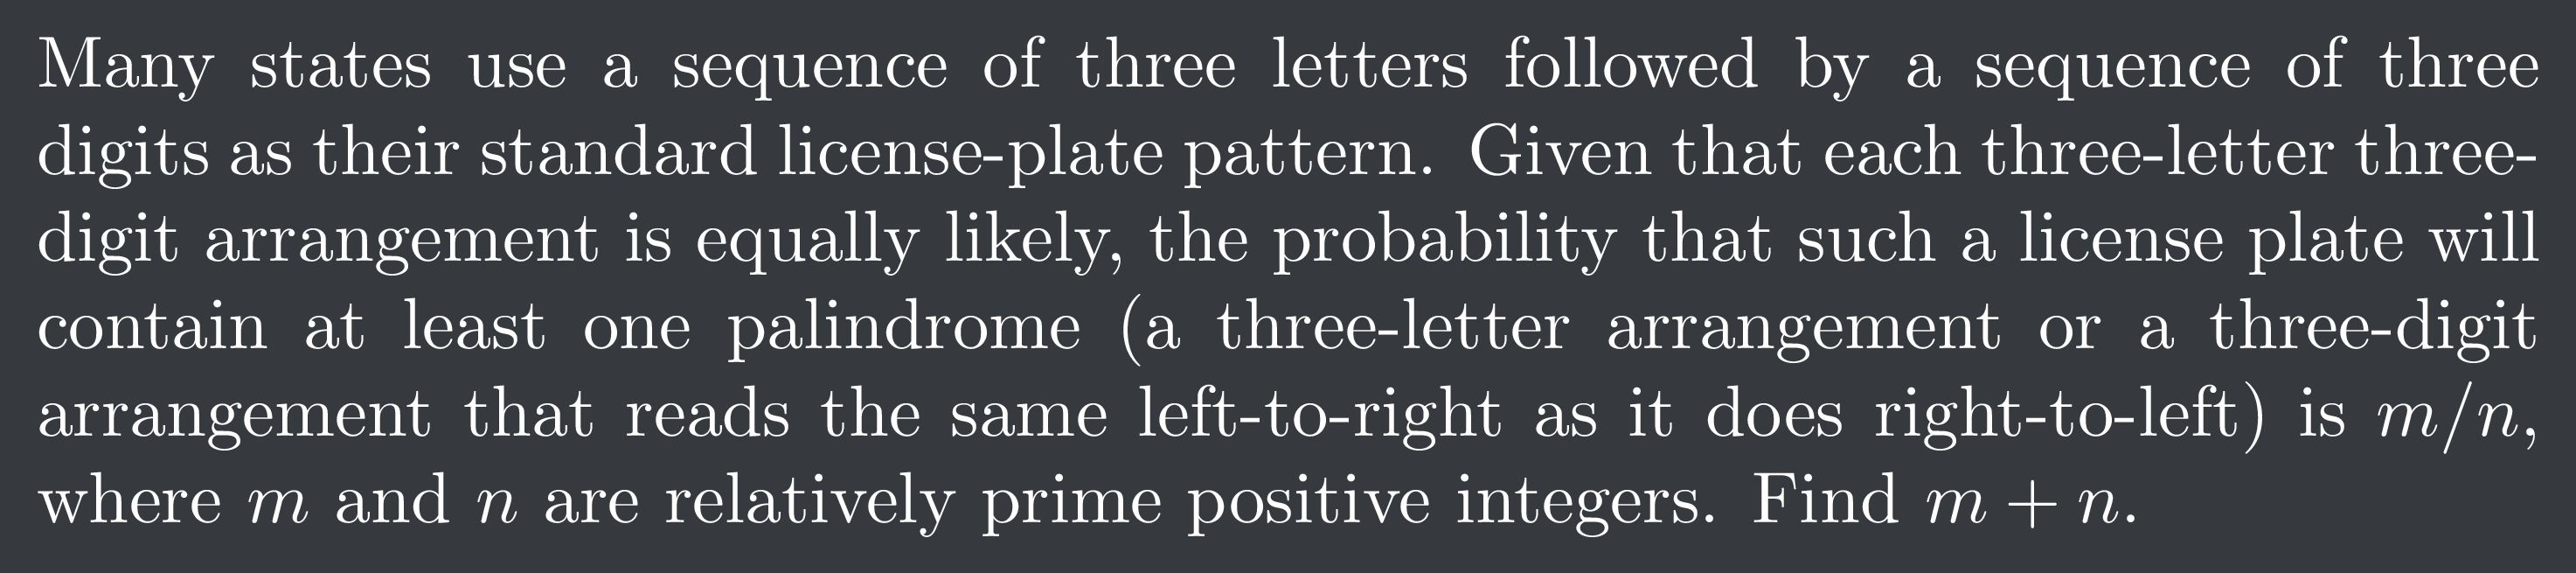 Many states use a sequence of three letters followed by a sequence of three
digits as their standard license-plate pattern. Given that each three-letter three-
digit arrangement is equally likely, the probability that such a license plate will
contain at least one palindrome (a three-letter arrangement or a three-digit
arrangement that reads the same left-to-right as it does right-to-left) is m/n,
where m and n are relatively prime positive integers. Find m + n.